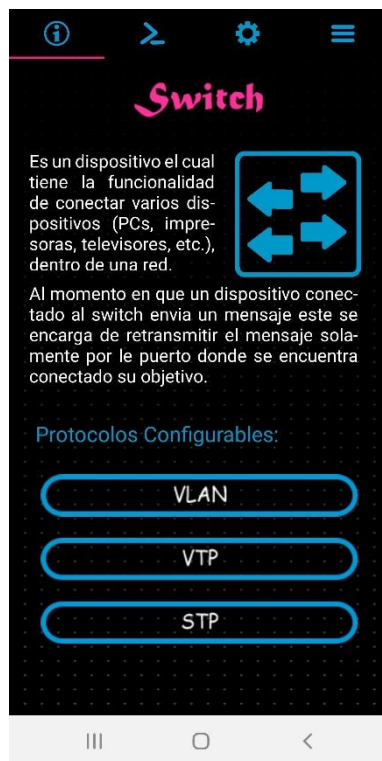 Switch
Es un dispositivo el cual
tiene la funcionalidad
de conectar varios dis-
positivos (PCs, impre-
soras, televisores, etc.),
dentro de una red.
Al momento en que un dispositivo conec-
tado al switch envia un mensaje este se
encarga de retransmitir el mensaje sola-
mente por le puerto donde se encuentra
conectado su objetivo.
Protocolos Configurables:
VLAN
VTP
STP